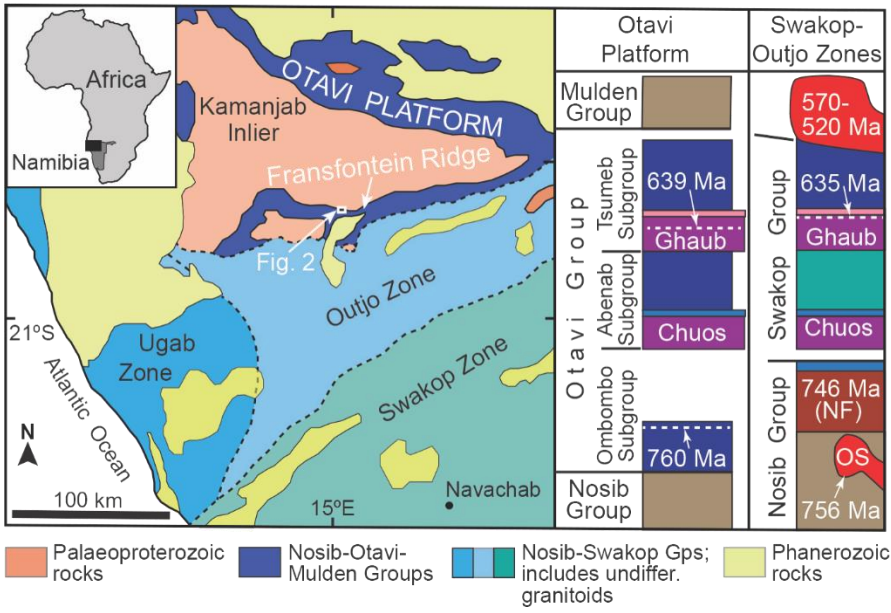 Africa
Namibia
Kamanjab
Inlier
OTAVI PLATFORM
Fransfontein Ridge
Fig. 2
Outjo Zone
21ºS
Ugab
Zone
Swakop Zone
Atlantic Ocean
N
100 km
15ºE
Navachab
Otavi
Platform
Swakop-
Outjo Zones
Mulden
Group
570-
520 Ma
Otavi Group
Tsumeb
Subgroup
639 Ma
Ghaub
Abenab
Subgroup
Chuos
Ombombo
Subgroup
760 Ma
Nosib
Group
Swakop Group
635 Ma
Ghaub
Chuos
Nosib Group
746 Ma
(NF)
OS
756 Ma
Palaeoproterozoic
rocks
Nosib-Otavi-
Mulden Groups
Nosib-Swakop Gps;
includes undiffer.
granitoids
Phanerozoic
rocks